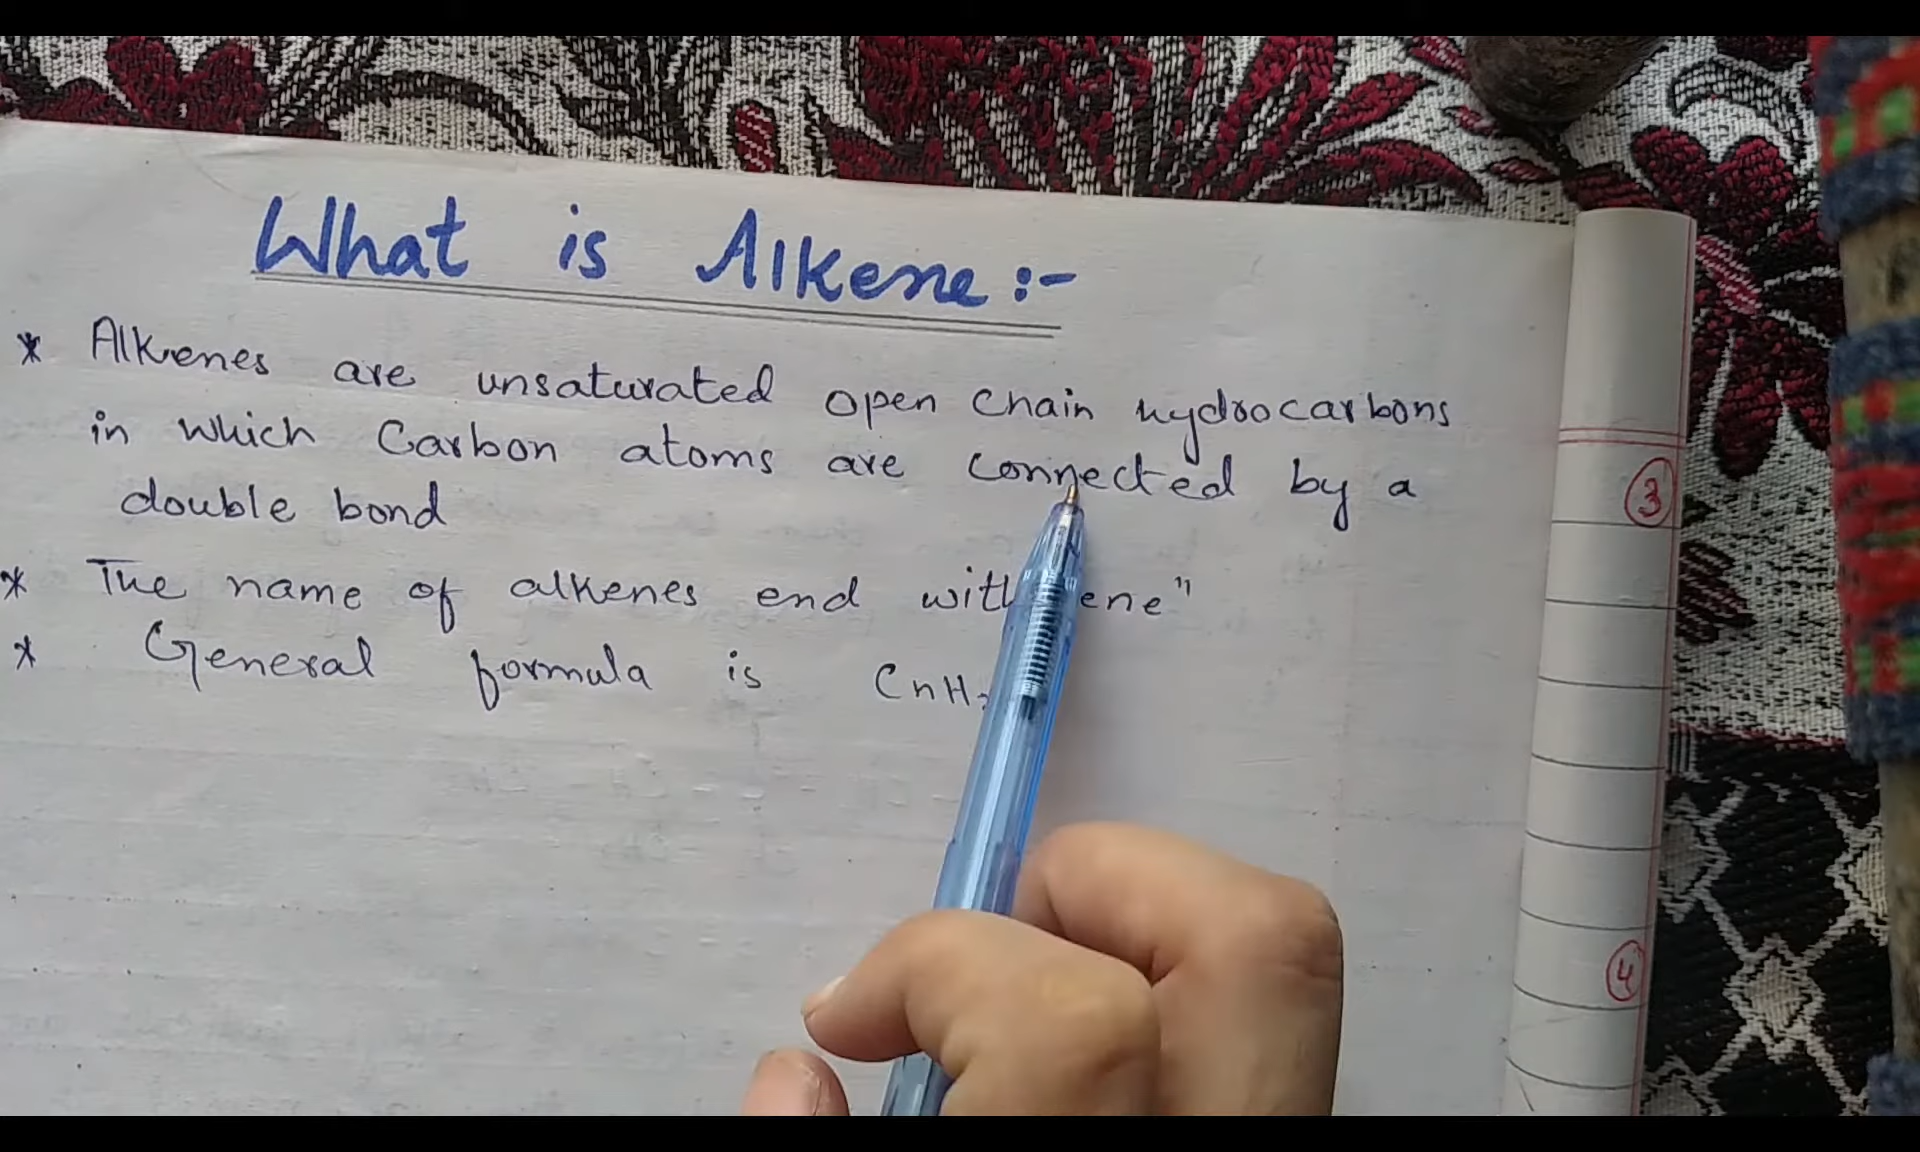 What is Alkene:-
* Alkenes are unsaturated open chain hydrocarbons
in which Carbon atoms are connected by a
double bond
* The name of alkenes end with ene"
* General formula is CnH
3
4